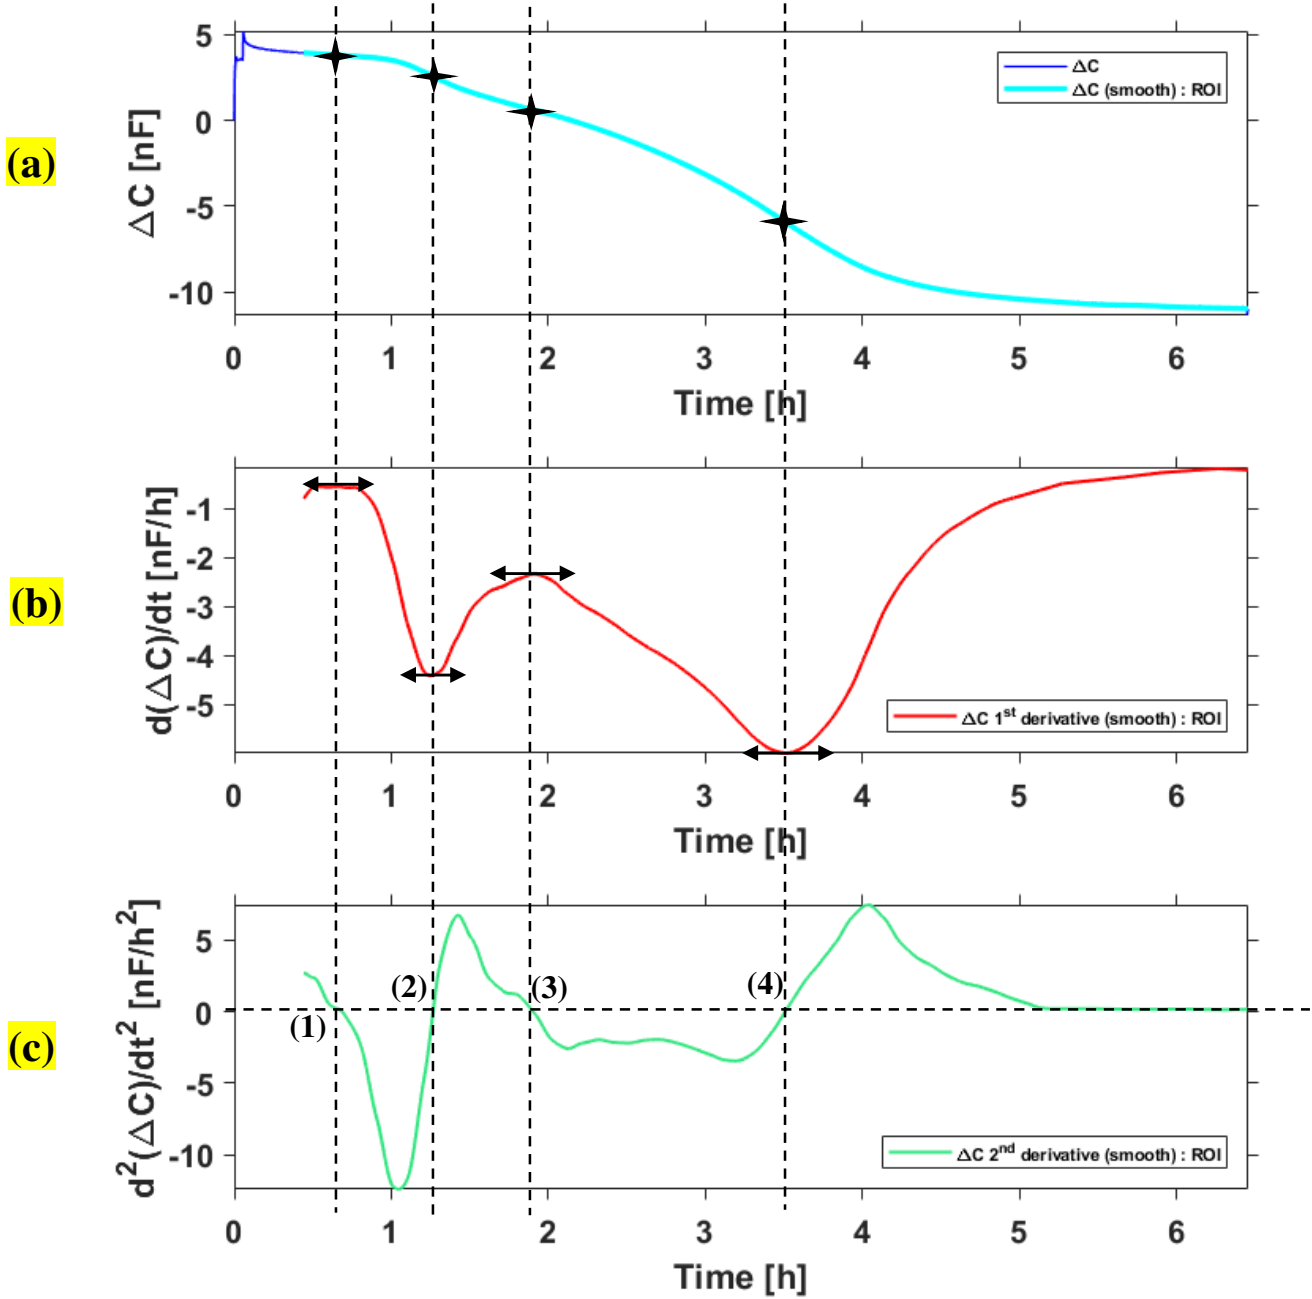 (a)
ΔC [nF]
5
0
-5
-10
ΔC
ΔC (smooth) : ROI
0 1 2 3 4 5 6
Time [h]
(b)
d(ΔC)/dt [nF/h]
-1
-2
-3
-4
-5
ΔC 1st derivative (smooth) : ROI
0 1 2 3 4 5 6
Time [h]
(c)
d2(ΔC)/dt2 [nF/h2]
5
0
-5
-10
(1)
(2)
(3)
(4)
ΔC 2nd derivative (smooth) : ROI
0 1 2 3 4 5 6
Time [h]